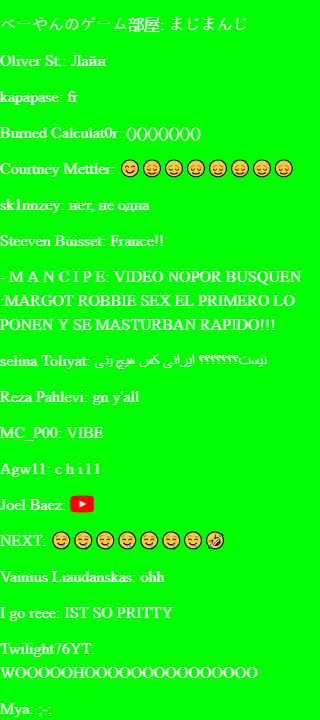 べーやんのゲーム部屋: まじまんじ
Oliver St.: Лайн
kapapase: fr
Burned Calculat0r: ()()()()()()()
Courtney Mettler: 😊😌😌😌😌😌😌😌
sk1nnzey: нет, не одна
Steeven Buisset: France!!
- M A N C I P E: VIDEO NOPOR BUSQUEN
:MARGOT ROBBIE SEX EL PRIMERO LO
PONEN Y SE MASTURBAN RAPIDO!!!
selina Toliyat: ایرانی کس هیچ ینی ؟؟؟؟؟؟؟نیست
Reza Pahlevi: gn y'all
MC_P00: VIBE
Agw11: c h i 1 1
Joel Baez:
NEXT: 😊😊😊😊😊😊😊🤣
Vainius Liaudanskas: ohh
I go reee: IST SO PRITTY
Twilight76YT:
WOOOOOHOOOOOOOOOOOOOOO
Mya: ;-;